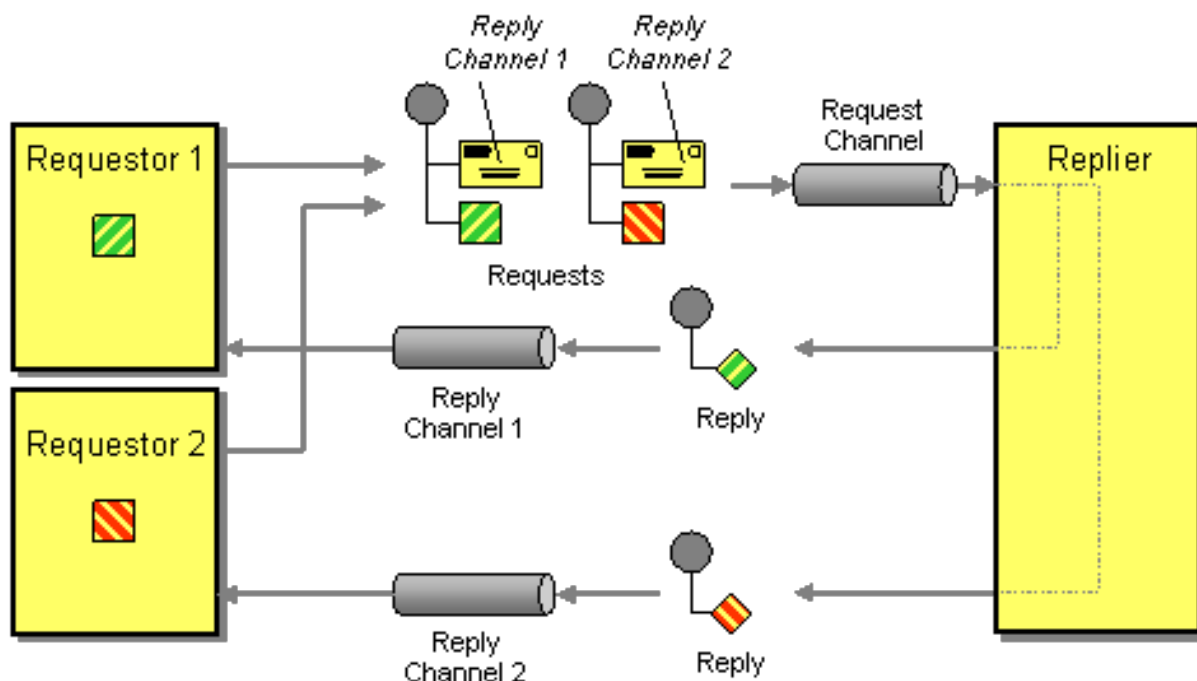 Reply
Channel 1
Reply
Channel 2
Request
Channel
Requestor 1
Replier
Requests
Reply
Channel 1
Reply
Requestor 2
Reply
Channel 2
Reply